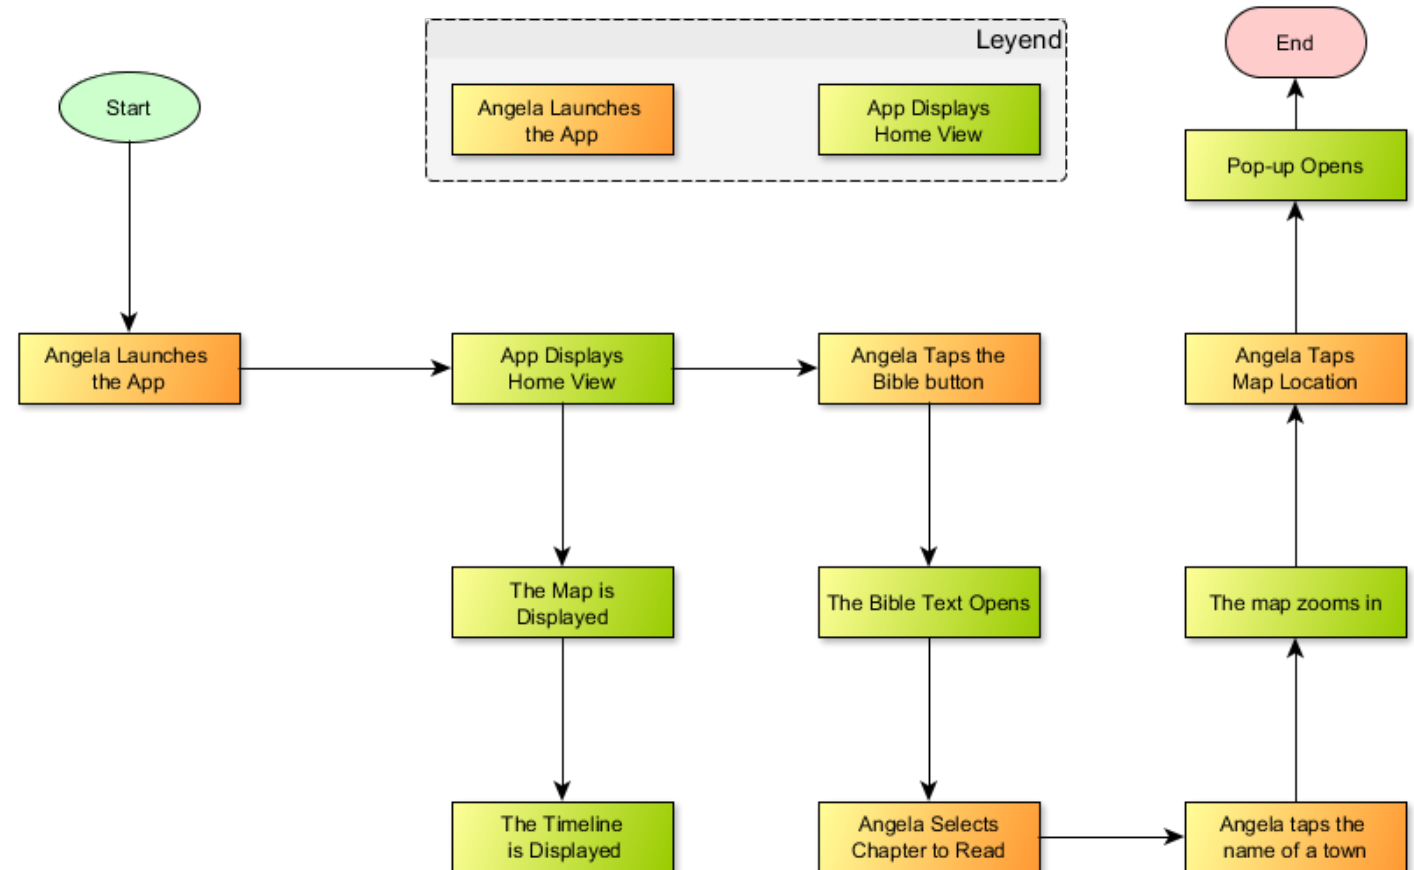 Leyend
End
Start
Angela Launches
the App
App Displays
Home View
Pop-up Opens
Angela Launches
the App
App Displays
Home View
Angela Taps the
Bible button
Angela Taps
Map Location
The Map is
Displayed
The Bible Text Opens
The map zooms in
The Timeline
is Displayed
Angela Selects
Chapter to Read
Angela taps the
name of a town